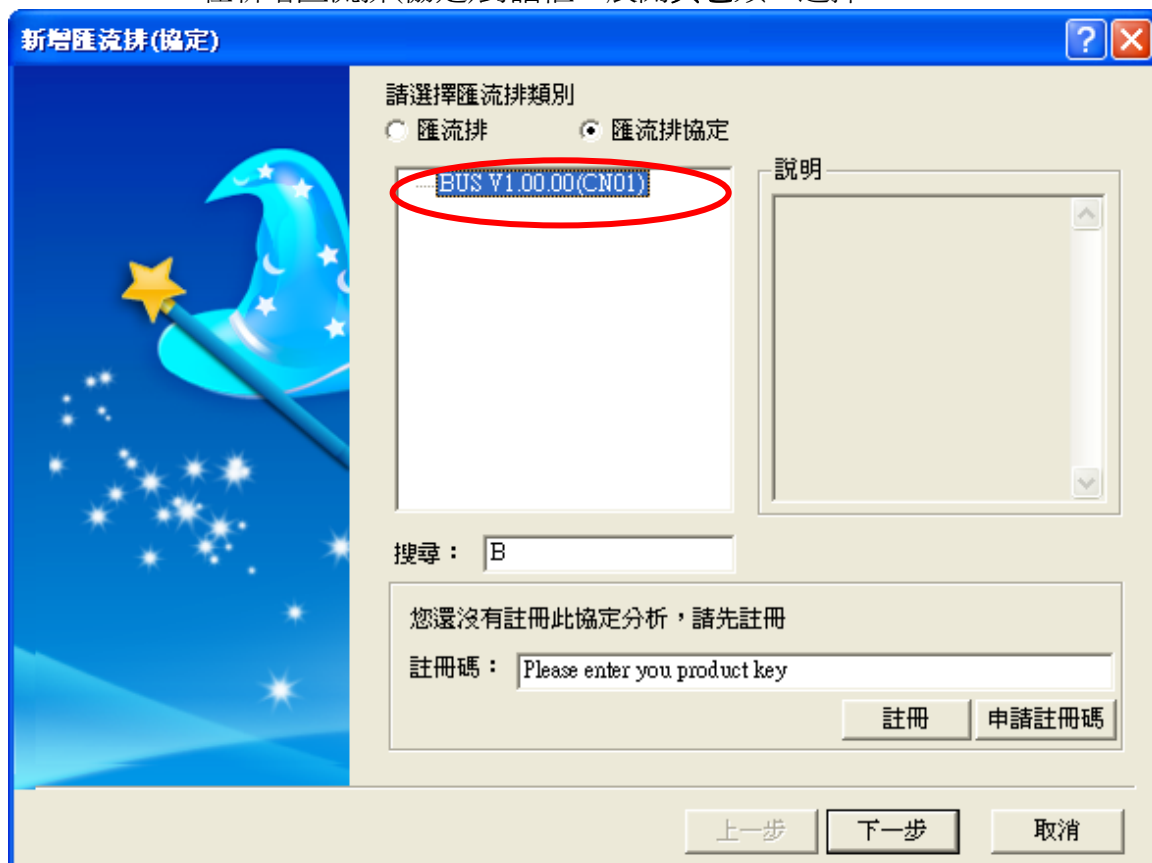 新增匯流排(協定)
請選擇匯流排類別
匯流排 匯流排協定
BUS V1.00.00(CN01)
說明
搜尋： B
您還沒有註冊此協定分析，請先註冊
註冊碼： Please enter you product key
註冊 申請註冊碼
上一步 下一步 取消